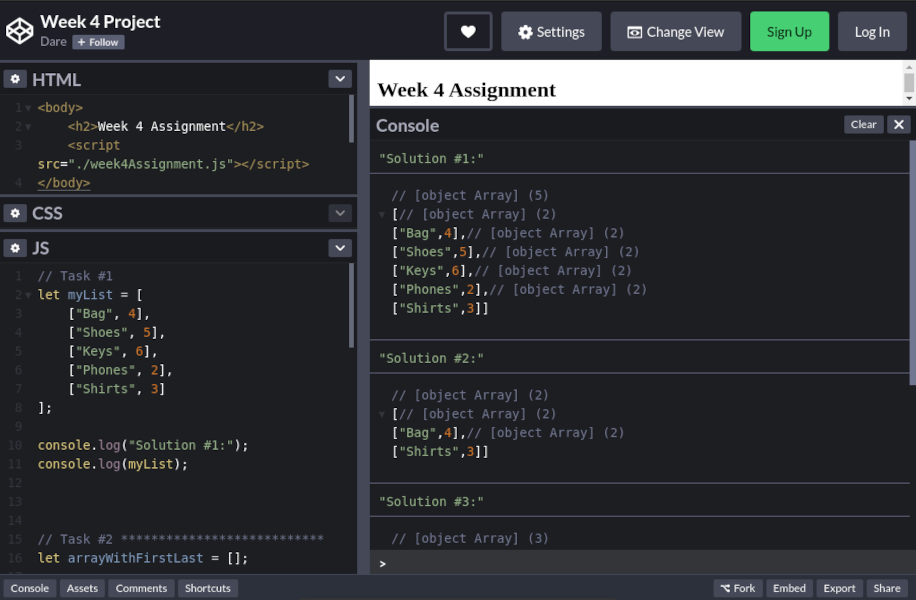 Week 4 Project
Dare + Follow
Settings
Change View
Sign Up
Log In
HTML
1 <body>
2 <h2>Week 4 Assignment</h2>
3 <script
src="./week4Assignment.js"></script>
4 </body>
CSS
JS
1 // Task #1
2 let myList = [
3 ["Bag", 4],
4 ["Shoes", 5],
5 ["Keys", 6],
6 ["Phones", 2],
7 ["Shirts", 3]
8 ];
9
10 console.log("Solution #1:");
11 console.log(myList);
12
13
14
15 // Task #2 ***************************
16 let arrayWithFirstLast = [];
Week 4 Assignment
Console
Clear
"Solution #1:"
// [object Array] (5)
[// [object Array] (2)
["Bag",4],// [object Array] (2)
["Shoes",5],// [object Array] (2)
["Keys",6],// [object Array] (2)
["Phones",2],// [object Array] (2)
["Shirts",3]]
"Solution #2:"
// [object Array] (2)
[// [object Array] (2)
["Bag",4],// [object Array] (2)
["Shirts",3]]
"Solution #3:"
// [object Array] (3)
>
Console
Assets
Comments
Shortcuts
Fork
Embed
Export
Share